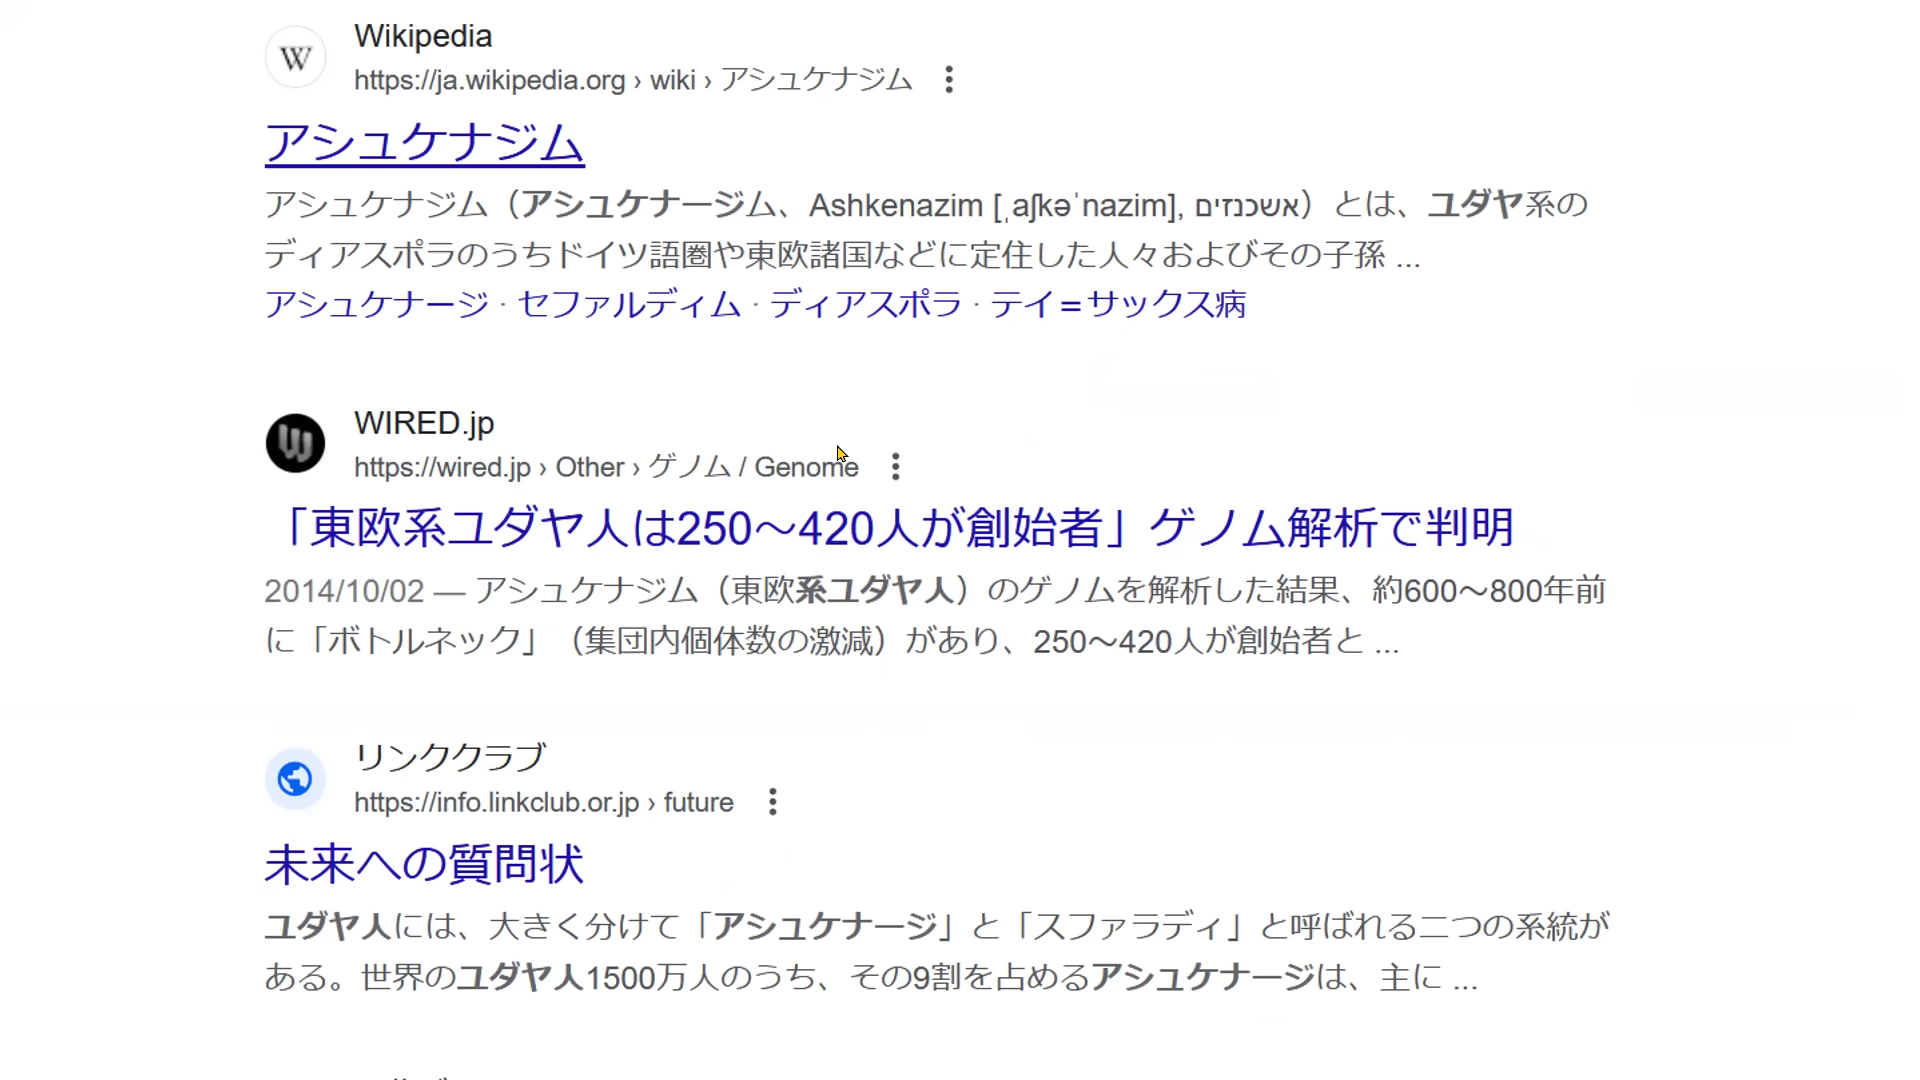 Wikipedia
https://ja.wikipedia.org › wiki › アシュケナジム
アシュケナジム
アシュケナジム（アシュケナージム、Ashkenazim [ˌaʃkəˈnazim], אשכנזים）とは、ユダヤ系の
ディアスポラのうちドイツ語圏や東欧諸国などに定住した人々およびその子孫 ...
アシュケナージ · セファルディム · ディアスポラ · テイ＝サックス病
WIRED.jp
https://wired.jp › Other › ゲノム / Genome
「東欧系ユダヤ人は250〜420人が創始者」ゲノム解析で判明
2014/10/02 — アシュケナジム（東欧系ユダヤ人）のゲノムを解析した結果、約600〜800年前
に「ボトルネック」（集団内個体数の激減）があり、250〜420人が創始者と ...
リンククラブ
https://info.linkclub.or.jp › future
未来への質問状
ユダヤ人には、大きく分けて「アシュケナージ」と「スファラディ」と呼ばれる二つの系統が
ある。世界のユダヤ人1500万人のうち、その9割を占めるアシュケナージは、主に ...